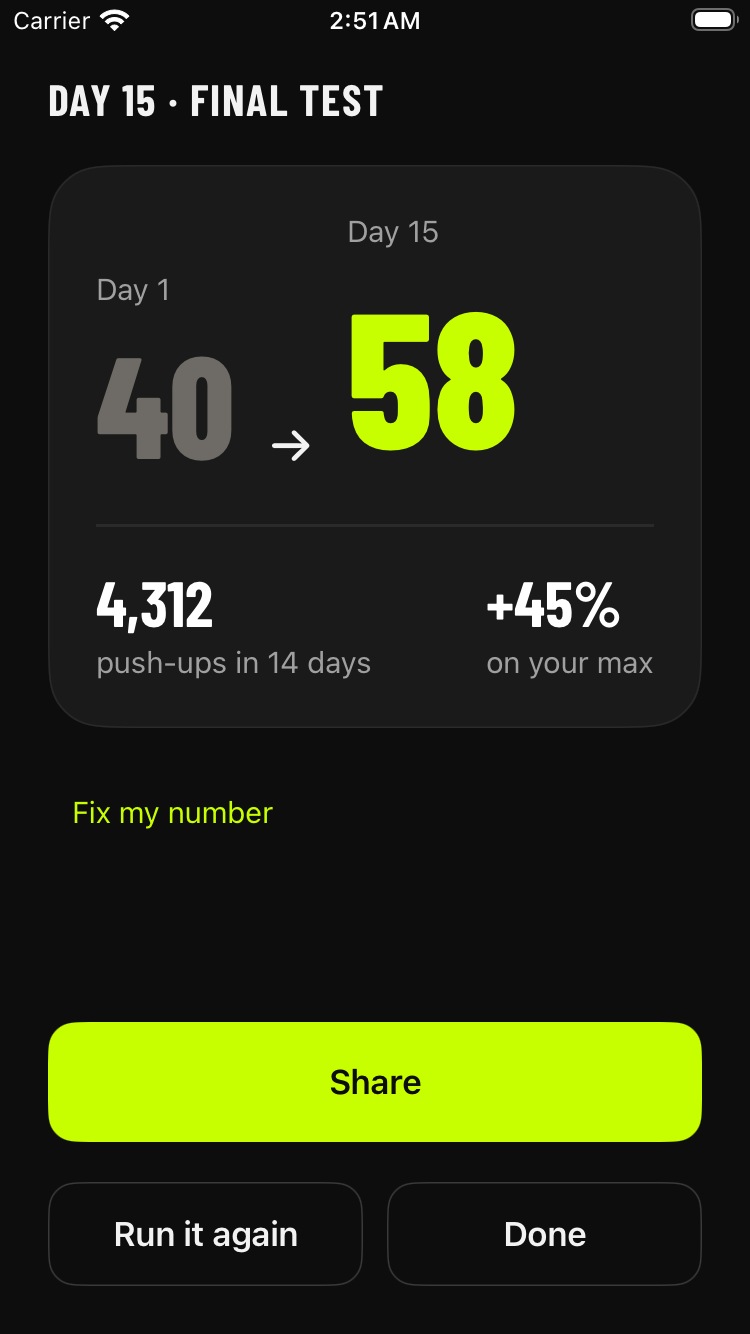 Carrier 2:51 AM
DAY 15 · FINAL TEST
Day 15
Day 1
40 → 58
4,312
push-ups in 14 days
+45%
on your max
Fix my number
Share
Run it again
Done